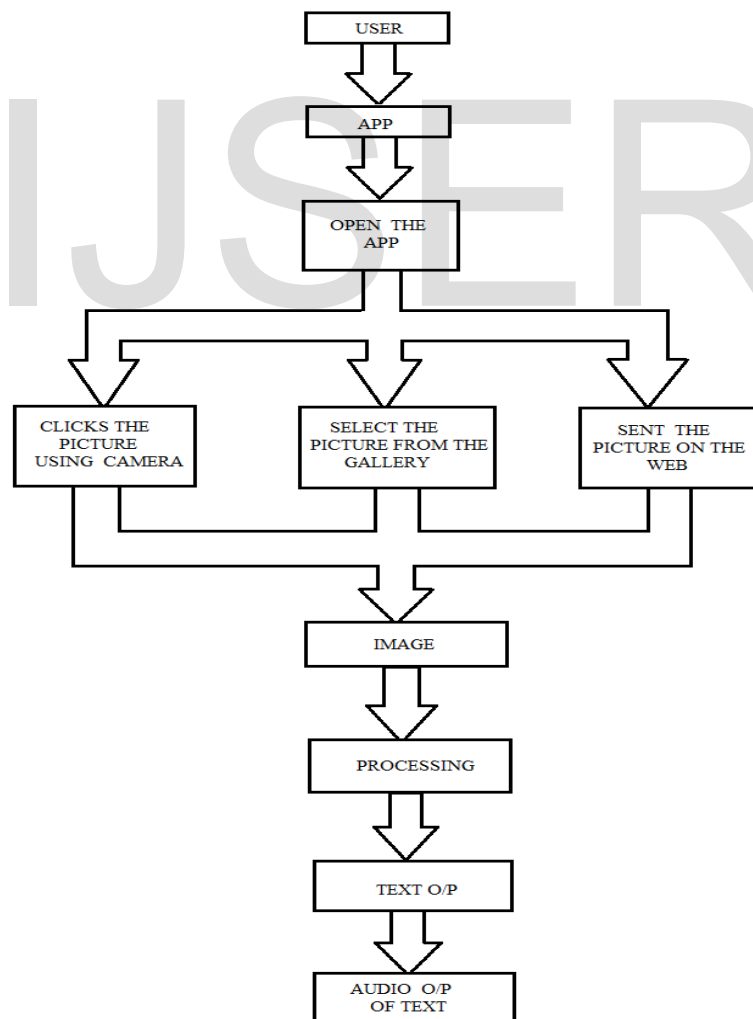 USER
IJSER
APP
OPEN THE
APP
CLICKS THE
PICTURE
USING CAMERA
SELECT THE
PICTURE FROM THE
GALLERY
SENT THE
PICTURE ON THE
WEB
IMAGE
PROCESSING
TEXT O/P
AUDIO O/P
OF TEXT